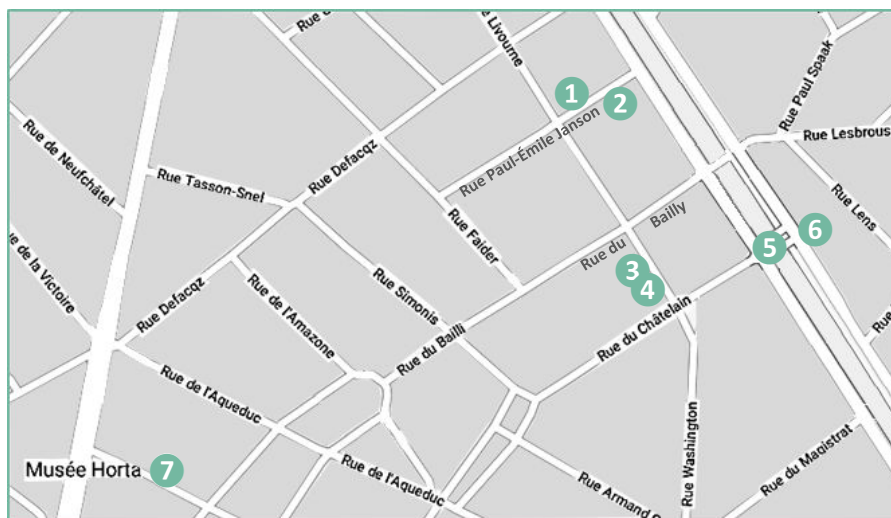 Rue d
Livourne
Rue Paul Spaak
1
2
Rue Lesbrous
Rue Paul-Émile Janson
Rue Defacqz
Rue de Neufchâtel
Rue Tasson-Snel
Rue Lens
Rue du Bailly
Rue Faider
5
6
3
4
ue de la Victoire
Rue Defacqz
Rue de l'Amazone
Rue Simonis
Rue du Châtelain
Rue du Bailli
Rue de l'Aqueduc
Rue Washington
Rue du Magistrat
Musée Horta 7
Rue de l'Aqueduc
Rue Armand
Rue